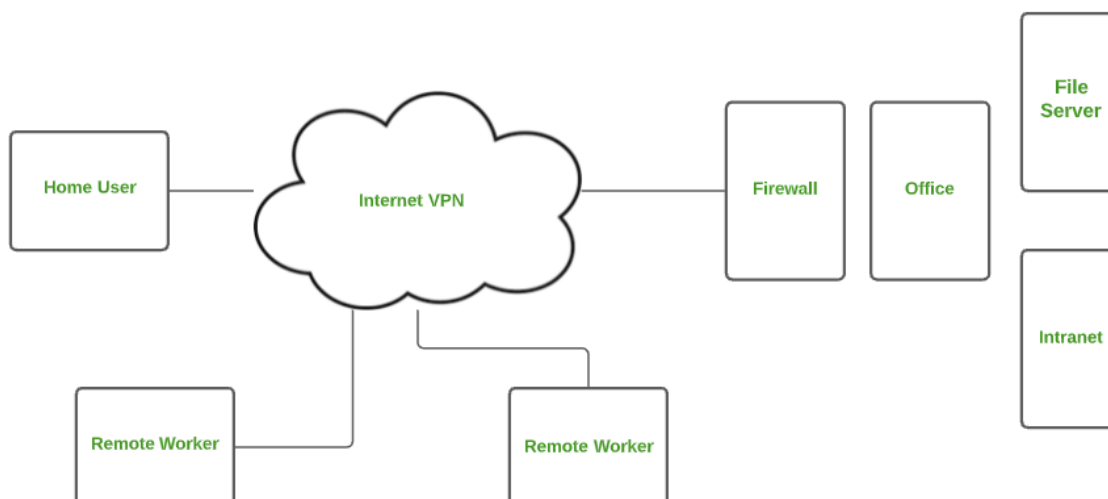 File
Server
Home User
Internet VPN
Firewall
Office
Intranet
Remote Worker
Remote Worker